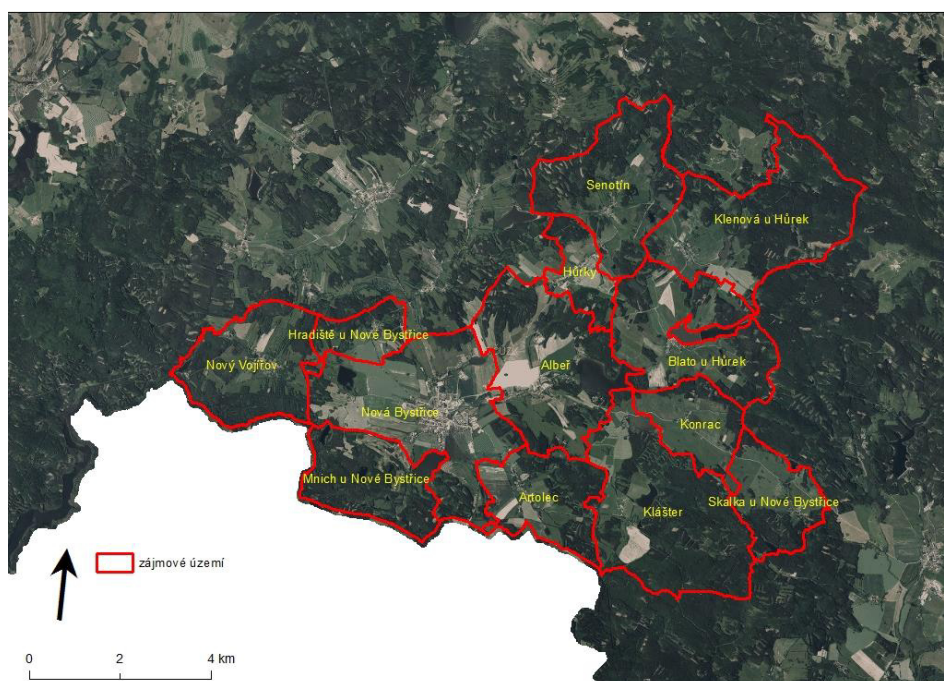 Senotín
Klenová u Hůrek
Hůrky
Hradiště u Nové Bystřice
Nový Vojířov
Albeř
Blato u Hůrek
Nová Bystřice
Konrac
Mnich u Nové Bystřice
Artolec
Klášter
Skalka u Nové Bystřice
zájmové území
0 2 4 km